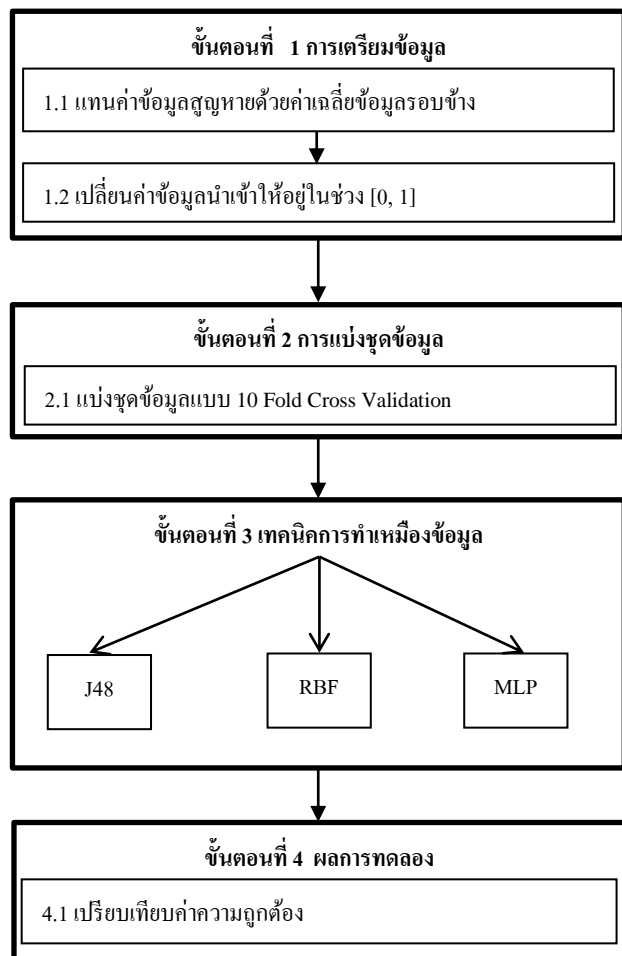 ขั้นตอนที่ 1 การเตรียมข้อมูล
1.1 แทนค่าข้อมูลสูญหายด้วยค่าเฉลี่ยข้อมูลรอบข้าง
1.2 เปลี่ยนค่าข้อมูลนำเข้าให้อยู่ในช่วง [0, 1]
ขั้นตอนที่ 2 การแบ่งชุดข้อมูล
2.1 แบ่งชุดข้อมูลแบบ 10 Fold Cross Validation
ขั้นตอนที่ 3 เทคนิคการทำเหมืองข้อมูล
J48 RBF MLP
ขั้นตอนที่ 4 ผลการทดลอง
4.1 เปรียบเทียบค่าความถูกต้อง